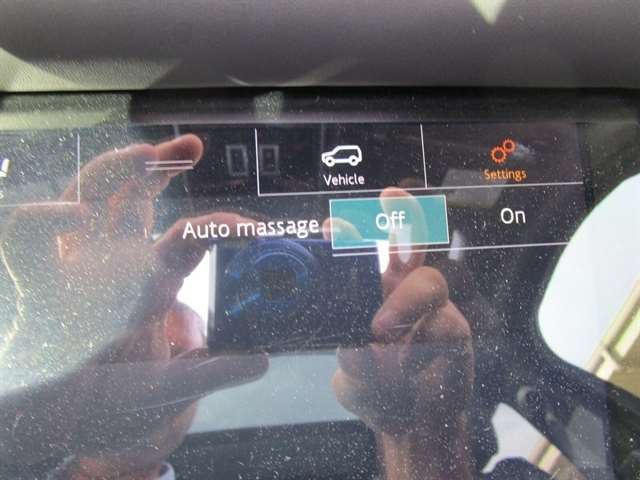 Vehicle
Settings
Auto massage Off On